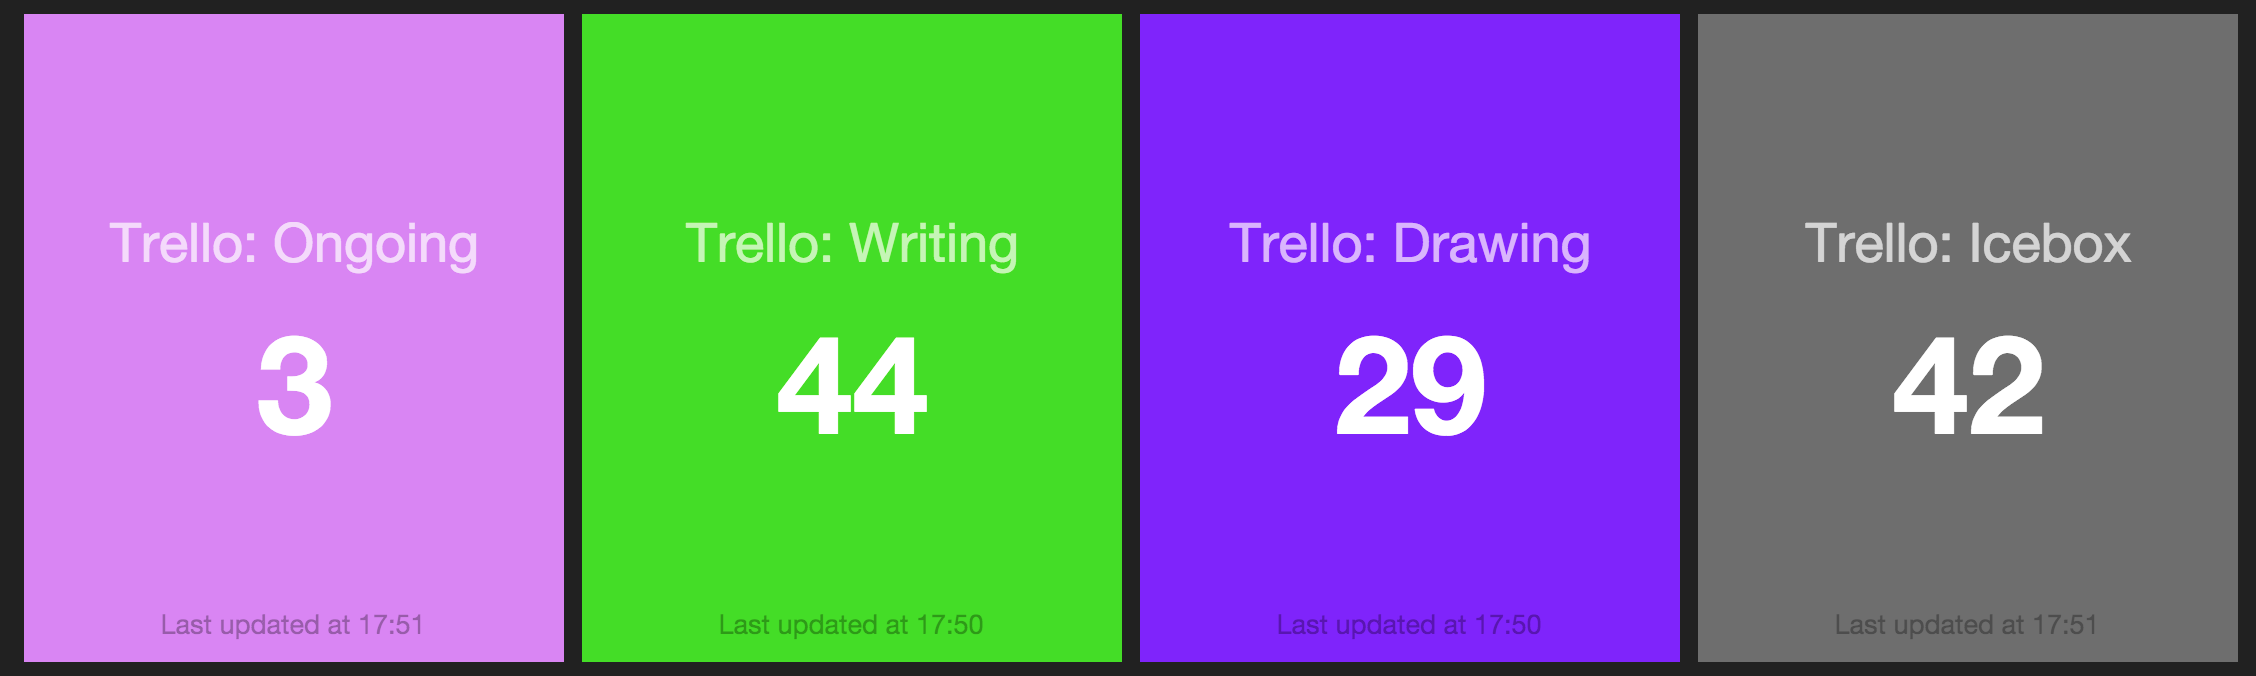 Trello: Ongoing
3
Last updated at 17:51
Trello: Writing
44
Last updated at 17:50
Trello: Drawing
29
Last updated at 17:50
Trello: Icebox
42
Last updated at 17:51